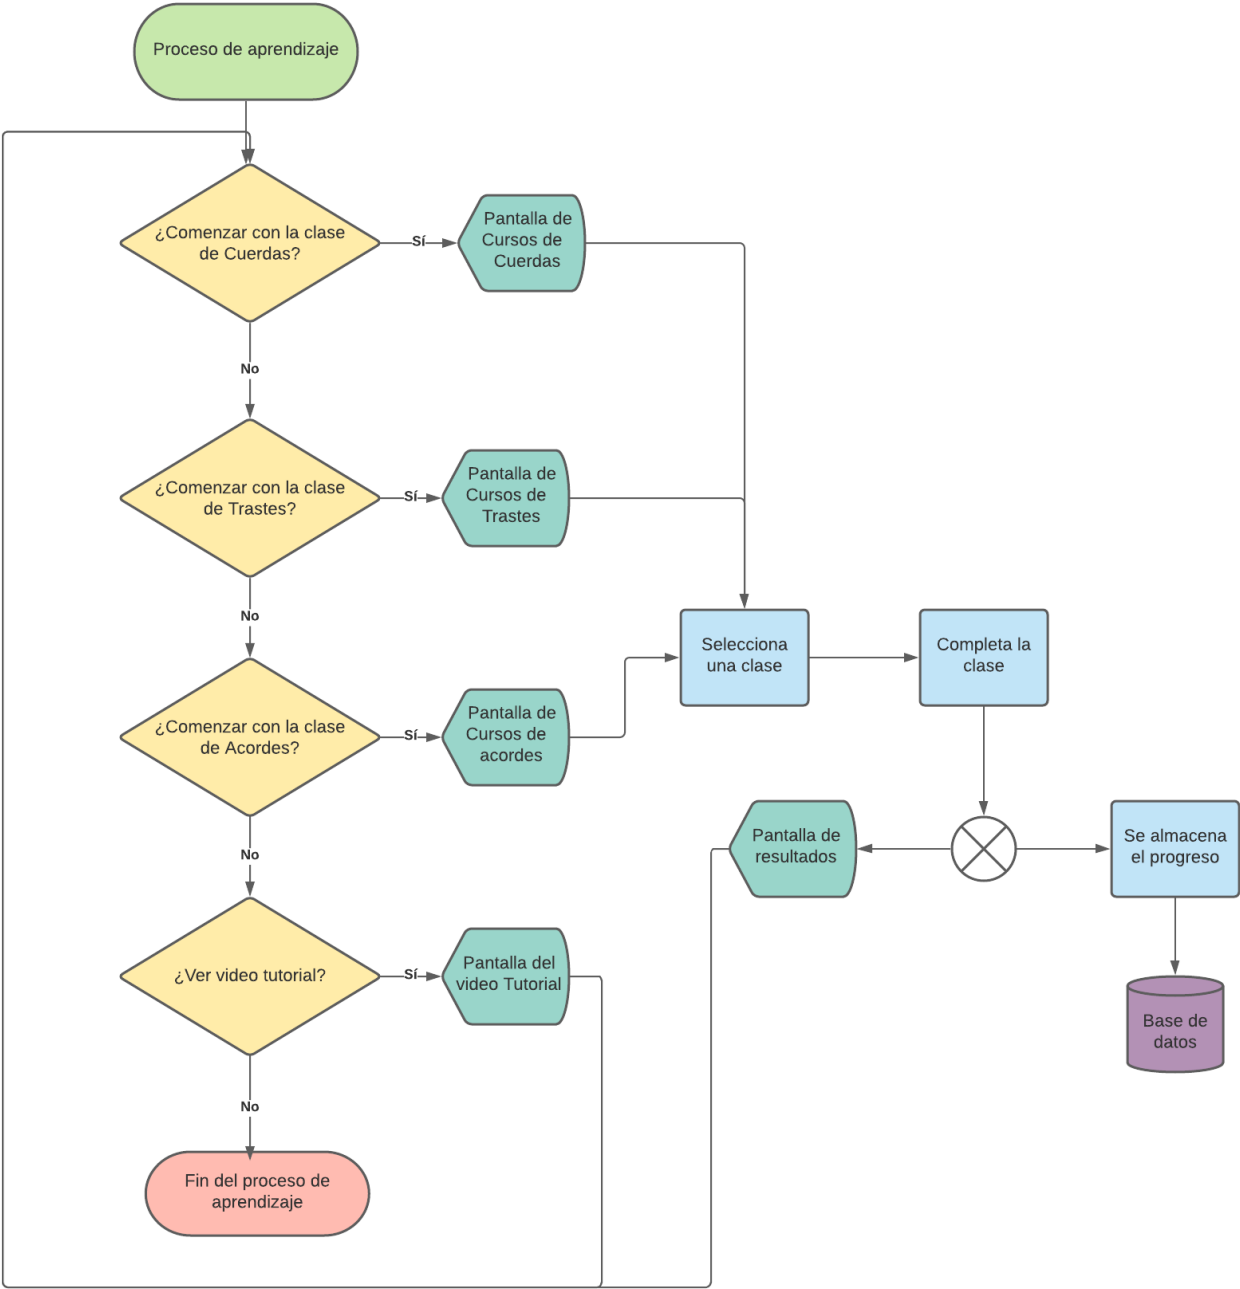 Proceso de aprendizaje
¿Comenzar con la clase
de Cuerdas?
Sí
Pantalla de
Cursos de
Cuerdas
No
¿Comenzar con la clase
de Trastes?
Sí
Pantalla de
Cursos de
Trastes
No
¿Comenzar con la clase
de Acordes?
Sí
Pantalla de
Cursos de
acordes
Selecciona
una clase
Completa la
clase
No
Pantalla de
resultados
Se almacena
el progreso
¿Ver video tutorial?
Sí
Pantalla del
video Tutorial
Base de
datos
No
Fin del proceso de
aprendizaje